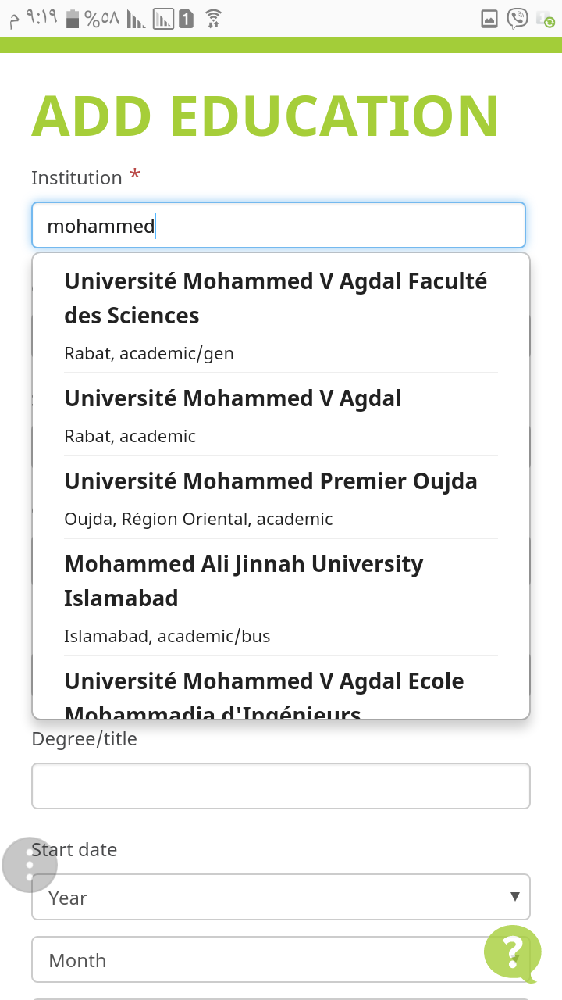 م ٩:١٩ %٥٨ 1
ADD EDUCATION
Institution *
mohammed
Université Mohammed V Agdal Faculté
des Sciences
Rabat, academic/gen
Université Mohammed V Agdal
Rabat, academic
Université Mohammed Premier Oujda
Oujda, Région Oriental, academic
Mohammed Ali Jinnah University
Islamabad
Islamabad, academic/bus
Université Mohammed V Agdal Ecole
Mohammadia d'Ingénieurs
Degree/title
Start date
Year
Month
?